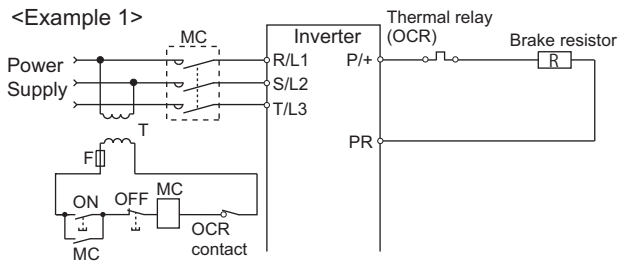 <Example 1>
MC
Power
Supply
Inverter
R/L1
S/L2
T/L3
P/+
PR
Thermal relay
(OCR)
Brake resistor
R
T
F
ON
OFF
MC
MC
OCR
contact